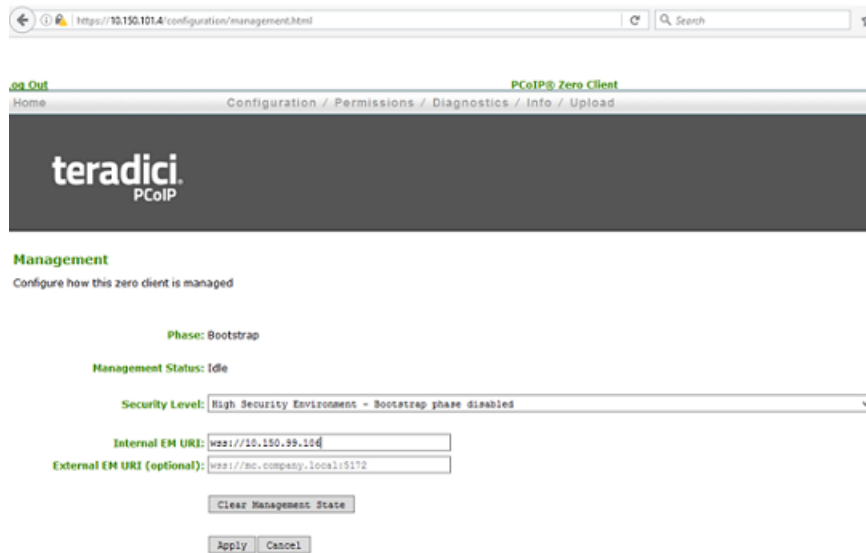 https://10.150.101.4/configuration/management.html Search
Log Out PCoIP® Zero Client
Home Configuration / Permissions / Diagnostics / Info / Upload
teradici.
PCoIP
Management
Configure how this zero client is managed
Phase: Bootstrap
Management Status: Idle
Security Level: High Security Environment - Bootstrap phase disabled
Internal EM URI: wss://10.150.99.106
External EM URI (optional): wss://mc.company.local:5172
Clear Management State
Apply Cancel